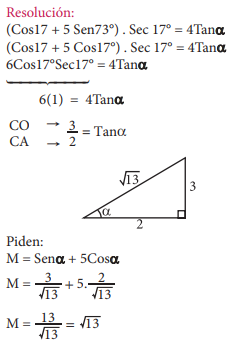 Resolución:
(Cos17 + 5 Sen73°) . Sec 17° = 4Tanα
(Cos17 + 5 Cos17°) . Sec 17° = 4Tanα
6Cos17°Sec17° = 4Tanα
6(1) = 4Tanα
CO → 3/2 = Tanα
CA →
√13
3
α
2
Piden:
M = Senα + 5Cosα
M = 3/√13 + 5. 2/√13
M = 13/√13 = √13